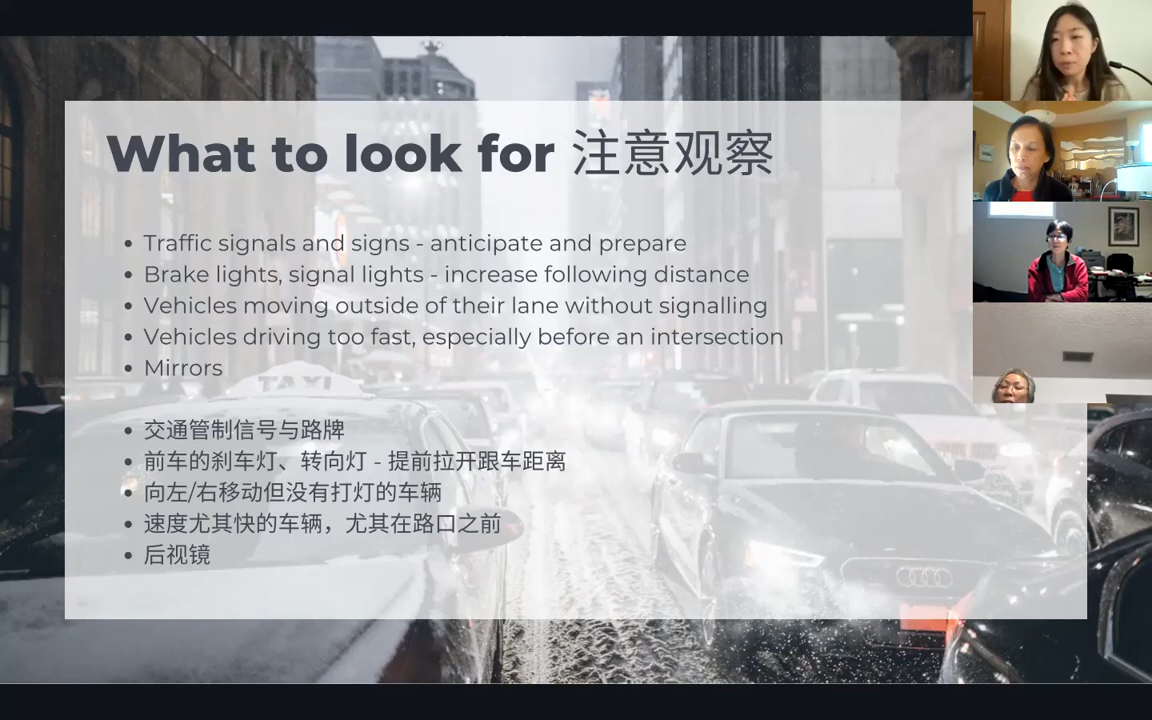 What to look for 注意观察
• Traffic signals and signs - anticipate and prepare
• Brake lights, signal lights - increase following distance
• Vehicles moving outside of their lane without signalling
• Vehicles driving too fast, especially before an intersection
• Mirrors
TAXI
• 交通管制信号与路牌
• 前车的刹车灯、转向灯 - 提前拉开跟车距离
• 向左/右移动但没有打灯的车辆
• 速度尤其快的车辆，尤其在路口之前
• 后视镜